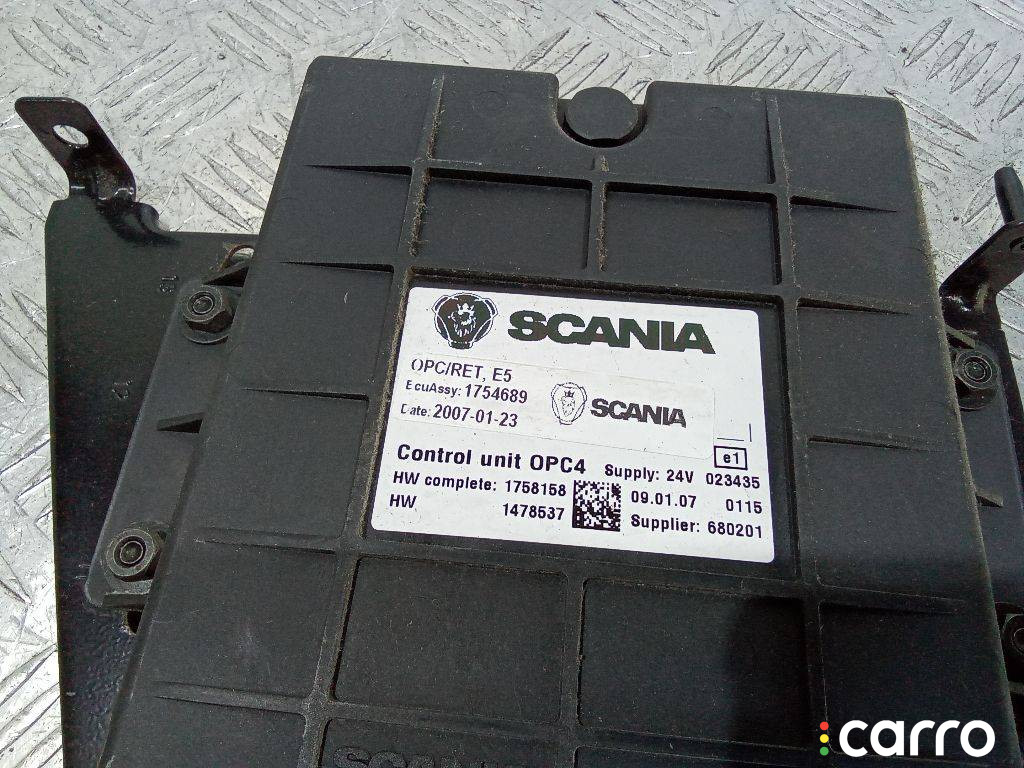 SCANIA
OPC/RET, E5
EcuAssy: 1754689
Date: 2007-01-23
SCANIA
e1
Control unit OPC4 Supply: 24V 023435
HW complete: 1758158 09.01.07 0115
HW 1478537 Supplier: 680201
SCANIA
carro